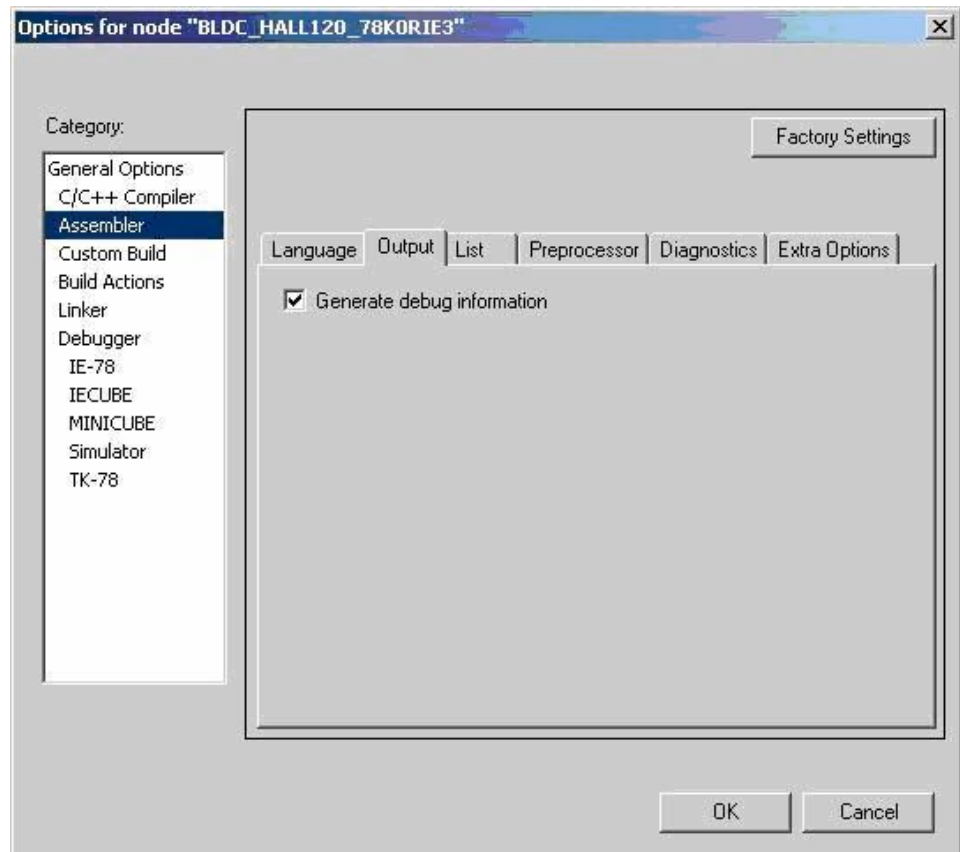 Options for node "BLDC_HALL120_78K0RIE3"
Category:
Factory Settings
General Options
C/C++ Compiler
Assembler
Custom Build
Build Actions
Linker
Debugger
IE-78
IECUBE
MINICUBE
Simulator
TK-78
Language Output List Preprocessor Diagnostics Extra Options
Generate debug information
OK Cancel